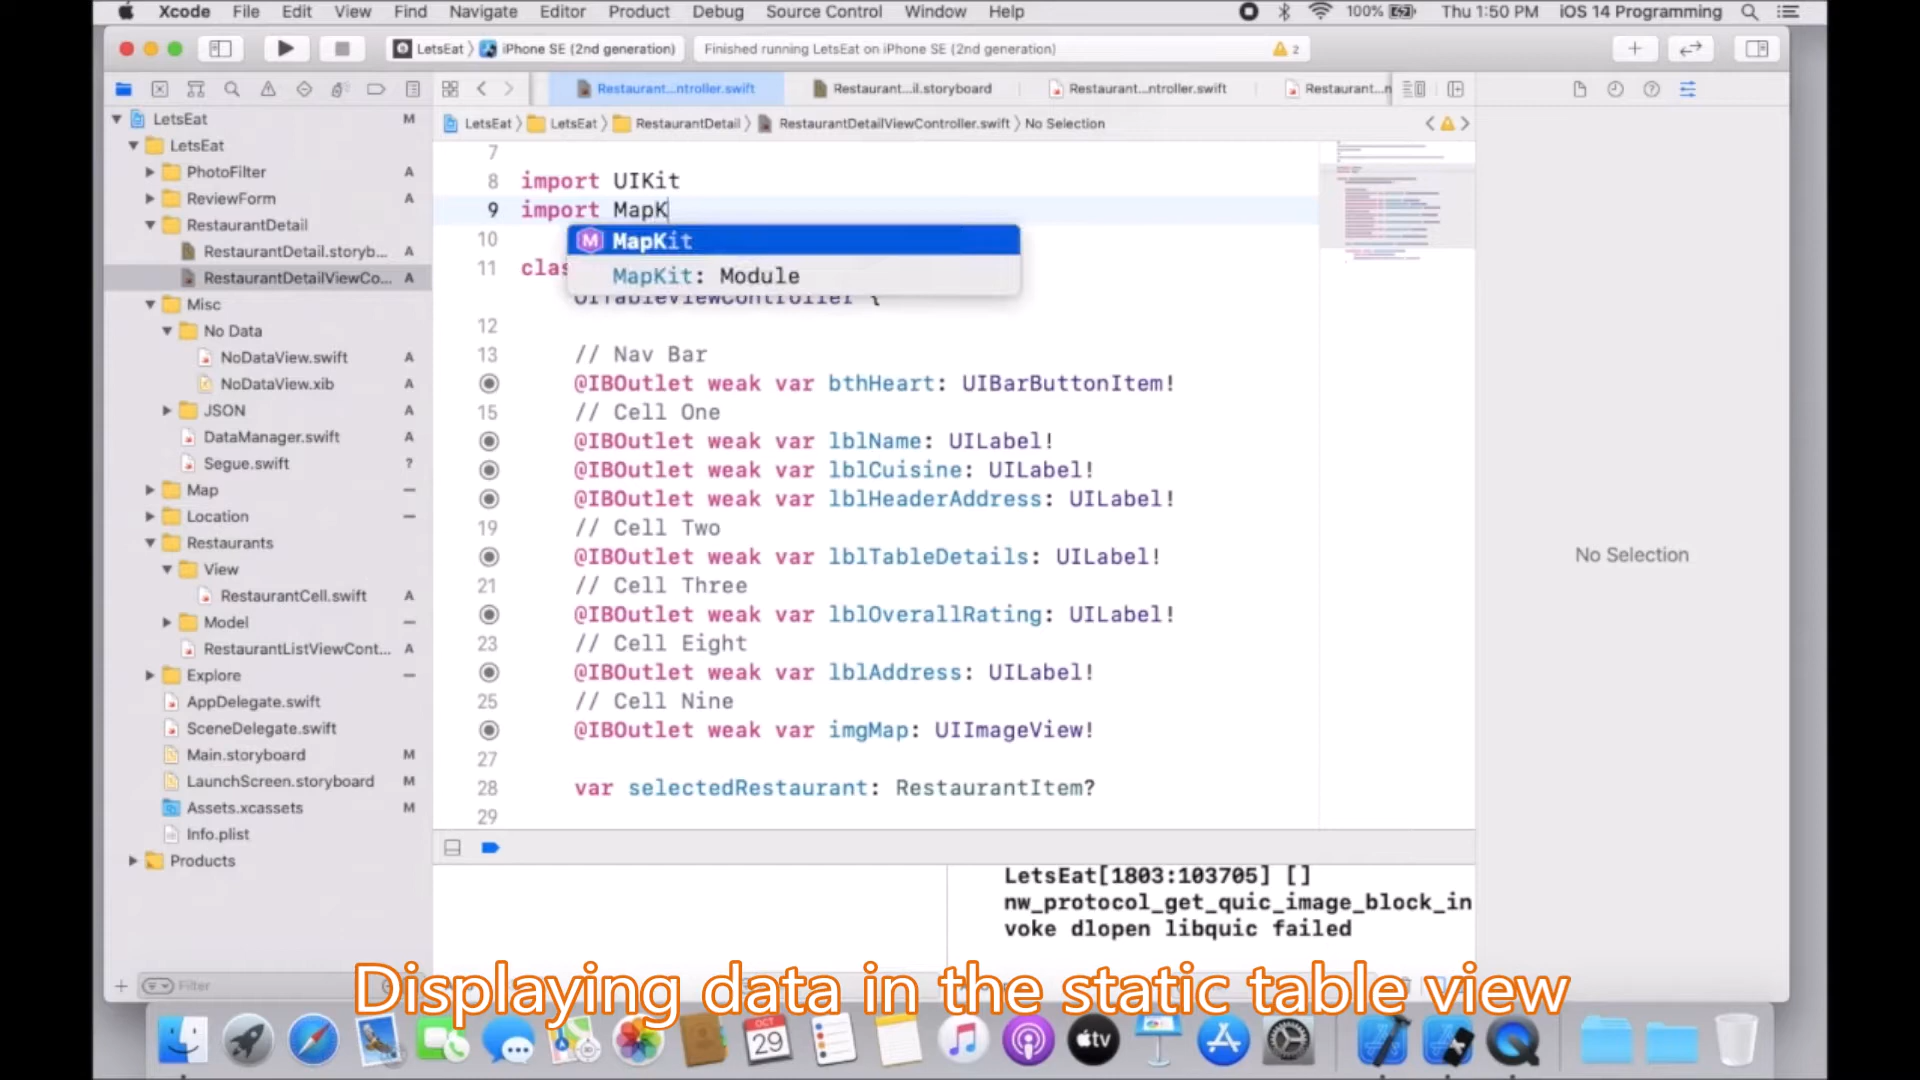 Xcode File Edit View Find Navigate Editor Product Debug Source Control Window Help 100% Thu 1:50 PM iOS 14 Programming
LetsEat iPhone SE (2nd generation) Finished running LetsEat on iPhone SE (2nd generation) 2
Restaurant...ntroller.swift Restaurant...il.storyboard Restaurant...ntroller.swift Restaurant...n
LetsEat LetsEat RestaurantDetail RestaurantDetailViewController.swift No Selection
LetsEat M
LetsEat
PhotoFilter A
ReviewForm A
RestaurantDetail
RestaurantDetail.storyb... A
RestaurantDetailViewCo... A
Misc
No Data
NoDataView.swift A
NoDataView.xib A
JSON A
DataManager.swift A
Segue.swift ?
Map –
Location –
Restaurants
View
RestaurantCell.swift A
Model –
RestaurantListViewCont... A
Explore –
AppDelegate.swift
SceneDelegate.swift
Main.storyboard M
LaunchScreen.storyboard M
Assets.xcassets M
Info.plist
Products
Filter
7
8 import UIKit
9 import MapK
M MapKit
MapKit: Module
10
11 clas
UITableViewController {
12
13 // Nav Bar
@IBOutlet weak var bthHeart: UIBarButtonItem!
15 // Cell One
@IBOutlet weak var lblName: UILabel!
@IBOutlet weak var lblCuisine: UILabel!
@IBOutlet weak var lblHeaderAddress: UILabel!
19 // Cell Two
@IBOutlet weak var lblTableDetails: UILabel!
21 // Cell Three
@IBOutlet weak var lblOverallRating: UILabel!
23 // Cell Eight
@IBOutlet weak var lblAddress: UILabel!
25 // Cell Nine
@IBOutlet weak var imgMap: UIImageView!
27
28 var selectedRestaurant: RestaurantItem?
29
No Selection
LetsEat[1803:103705] []
nw_protocol_get_quic_image_block_in
voke dlopen libquic failed
Displaying data in the static table view
OCT
29
tv